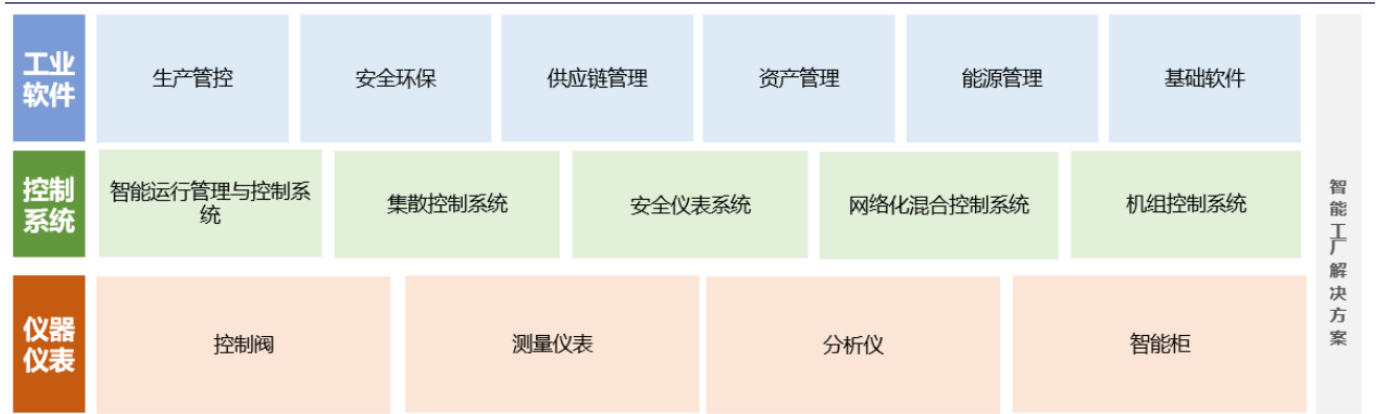 工业
软件
生产管控
安全环保
供应链管理
资产管理
能源管理
基础软件
控制
系统
智能运行管理与控制系
统
集散控制系统
安全仪表系统
网络化混合控制系统
机组控制系统
仪器
仪表
控制阀
测量仪表
分析仪
智能柜
智能工厂解决方案